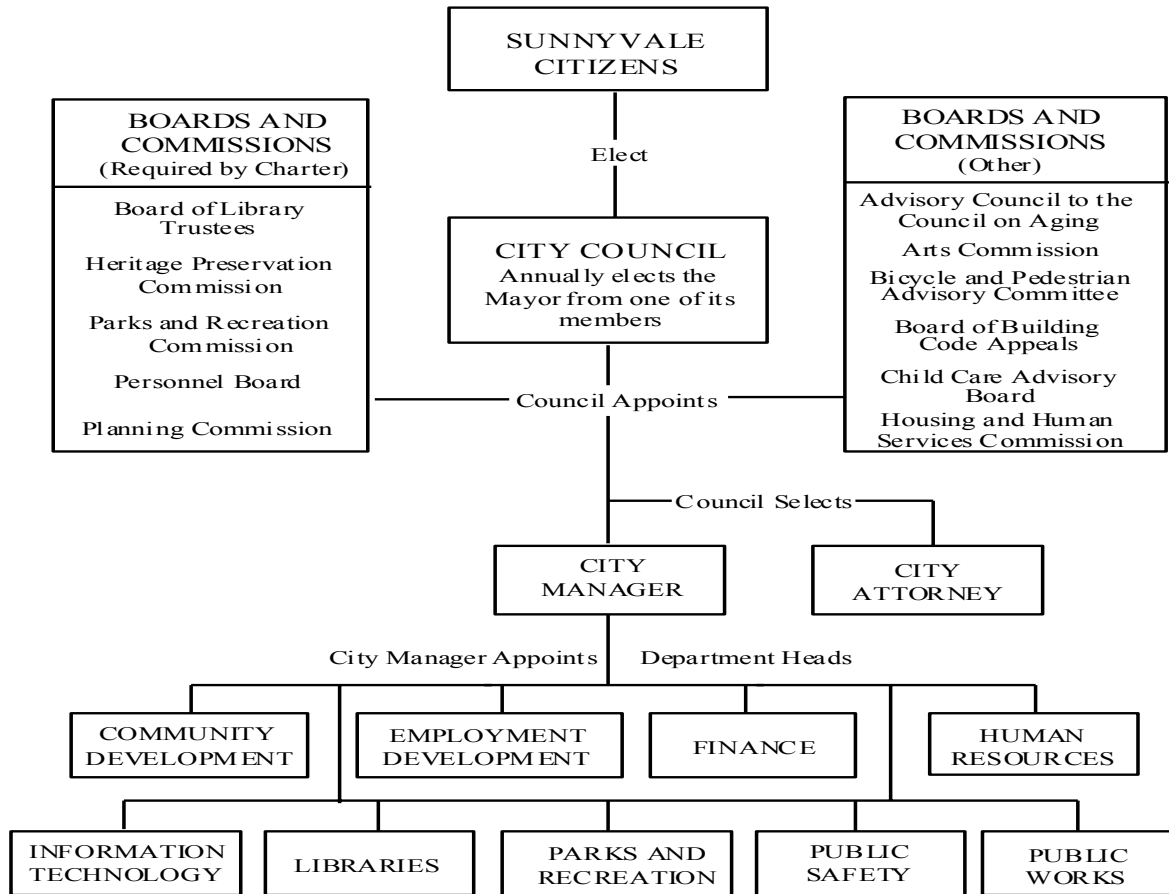 SUNNYVALE
CITIZENS
Elect
BOARDS AND
COMMISSIONS
(Required by Charter)
Board of Library
Trustees
Heritage Preservation
Commission
Parks and Recreation
Commission
Personnel Board
Planning Commission
BOARDS AND
COMMISSIONS
(Other)
Advisory Council to the
Council on Aging
Arts Commission
Bicycle and Pedestrian
Advisory Committee
Board of Building
Code Appeals
Child Care Advisory
Board
Housing and Human
Services Commission
CITY COUNCIL
Annually elects the
Mayor from one of its
members
Council Appoints
Council Selects
CITY
MANAGER
CITY
ATTORNEY
City Manager Appoints Department Heads
COMMUNITY
DEVELOPMENT
EMPLOYMENT
DEVELOPMENT
FINANCE
HUMAN
RESOURCES
INFORMATION
TECHNOLOGY
LIBRARIES
PARKS AND
RECREATION
PUBLIC
SAFETY
PUBLIC
WORKS